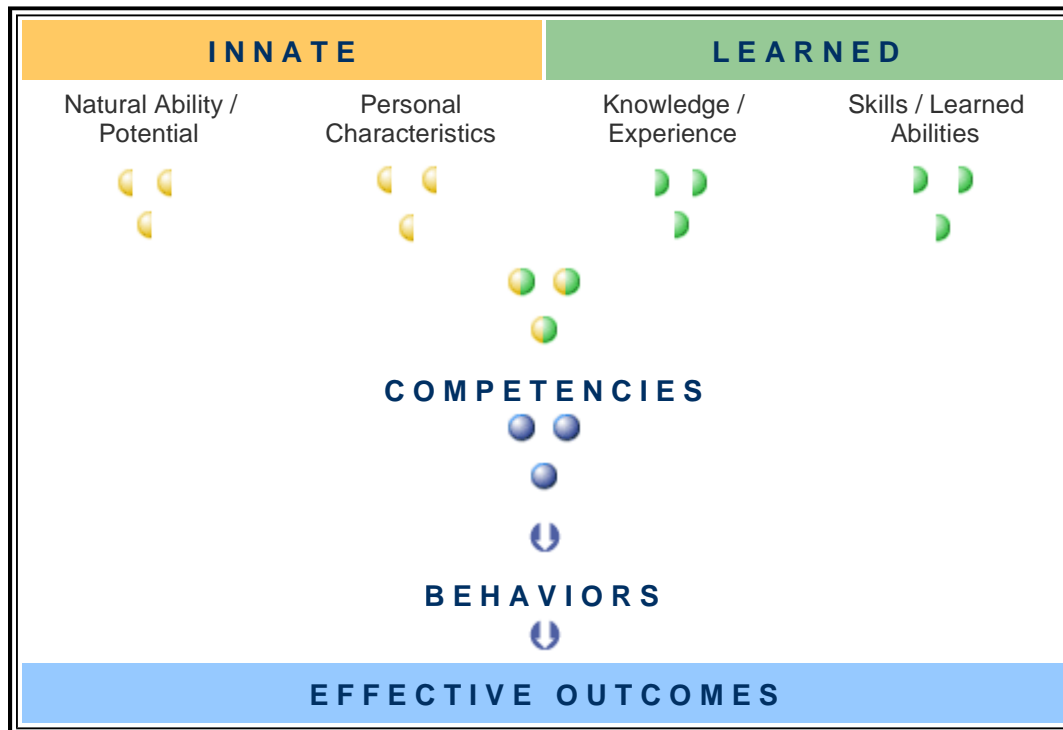 INNATE
LEARNED
Natural Ability /
Potential
Personal
Characteristics
Knowledge /
Experience
Skills / Learned
Abilities
COMPETENCIES
BEHAVIORS
EFFECTIVE OUTCOMES